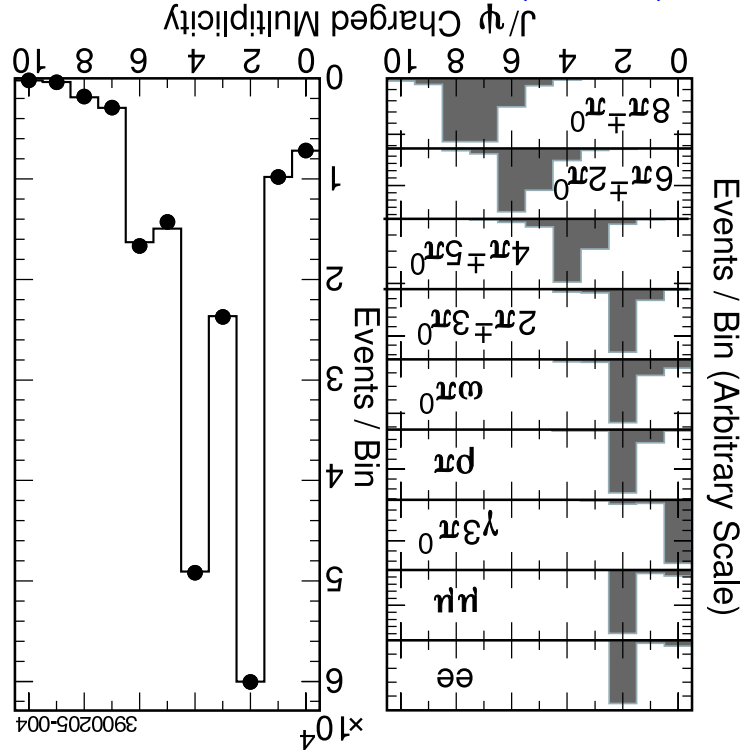 ×10⁴ 3900205-004
Events / Bin (Arbitrary Scale)
ee
μμ
γ3π⁰
ρπ
ωπ⁰
2π±3π⁰
4π±5π⁰
6π±2π⁰
8π±π⁰
0 2 4 6 8 10
Events / Bin
6
5
4
3
2
1
0
0 2 4 6 8 10
J/ψ Charged Multiplicity